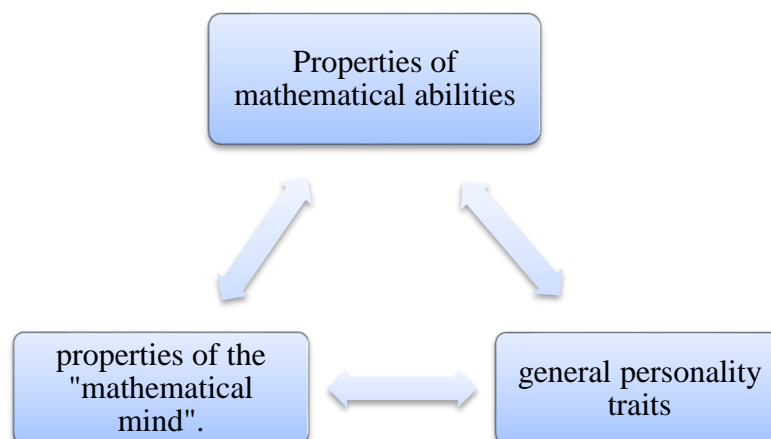 Properties of
mathematical abilities
properties of the
"mathematical
mind".
general personality
traits